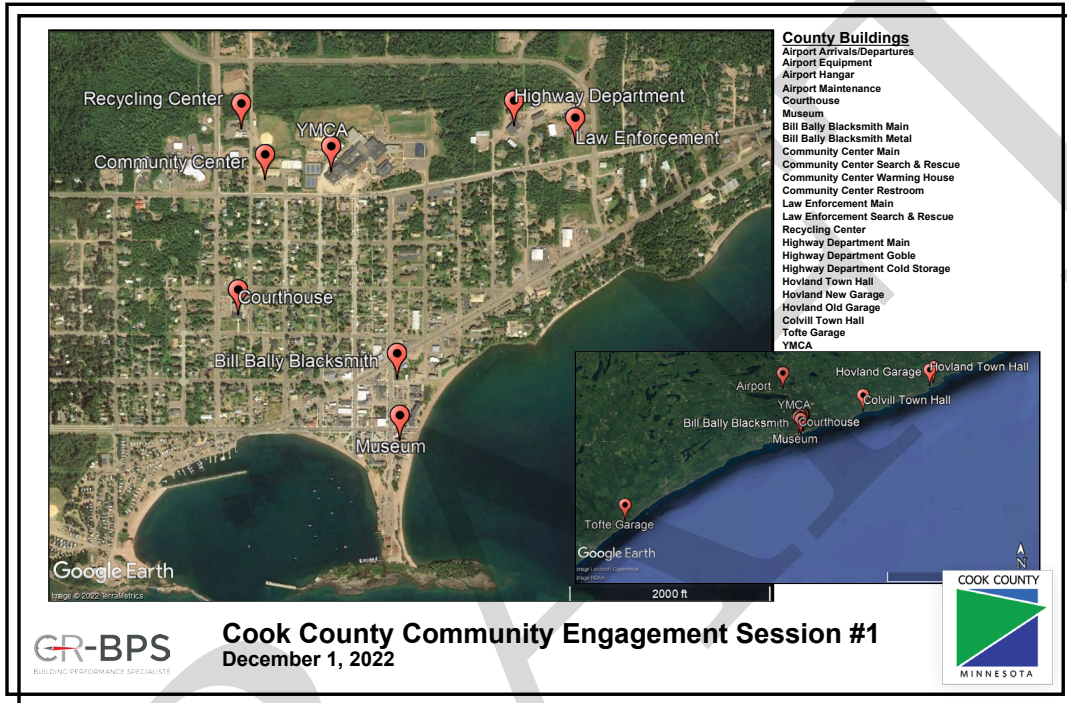 County Buildings
Airport Arrivals/Departures
Airport Equipment
Airport Hangar
Airport Maintenance
Courthouse
Museum
Bill Bally Blacksmith Main
Bill Bally Blacksmith Metal
Community Center Main
Community Center Search & Rescue
Community Center Warming House
Community Center Restroom
Law Enforcement Main
Law Enforcement Search & Rescue
Recycling Center
Highway Department Main
Highway Department Goble
Highway Department Cold Storage
Hovland Town Hall
Hovland New Garage
Hovland Old Garage
Colvill Town Hall
Tofte Garage
YMCA
Recycling Center
Highway Department
YMCA
Law Enforcement
Community Center
Courthouse
Bill Bally Blacksmith
Museum
Google Earth
Image © 2022 TerraMetrics
2000 ft
Hovland Garage
Hovland Town Hall
Airport
Colvill Town Hall
YMCA
Bill Bally Blacksmith
Courthouse
Museum
Tofte Garage
Google Earth
Image Landsat / Copernicus
Image NOAA
N
CR-BPS
BUILDING PERFORMANCE SPECIALISTS
Cook County Community Engagement Session #1
December 1, 2022
COOK COUNTY
MINNESOTA